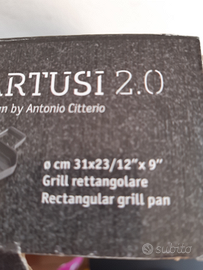 ARTUSI 2.0
n by Antonio Citterio
ø cm 31x23/12"x 9"
Grill rettangolare
Rectangular grill pan
subito